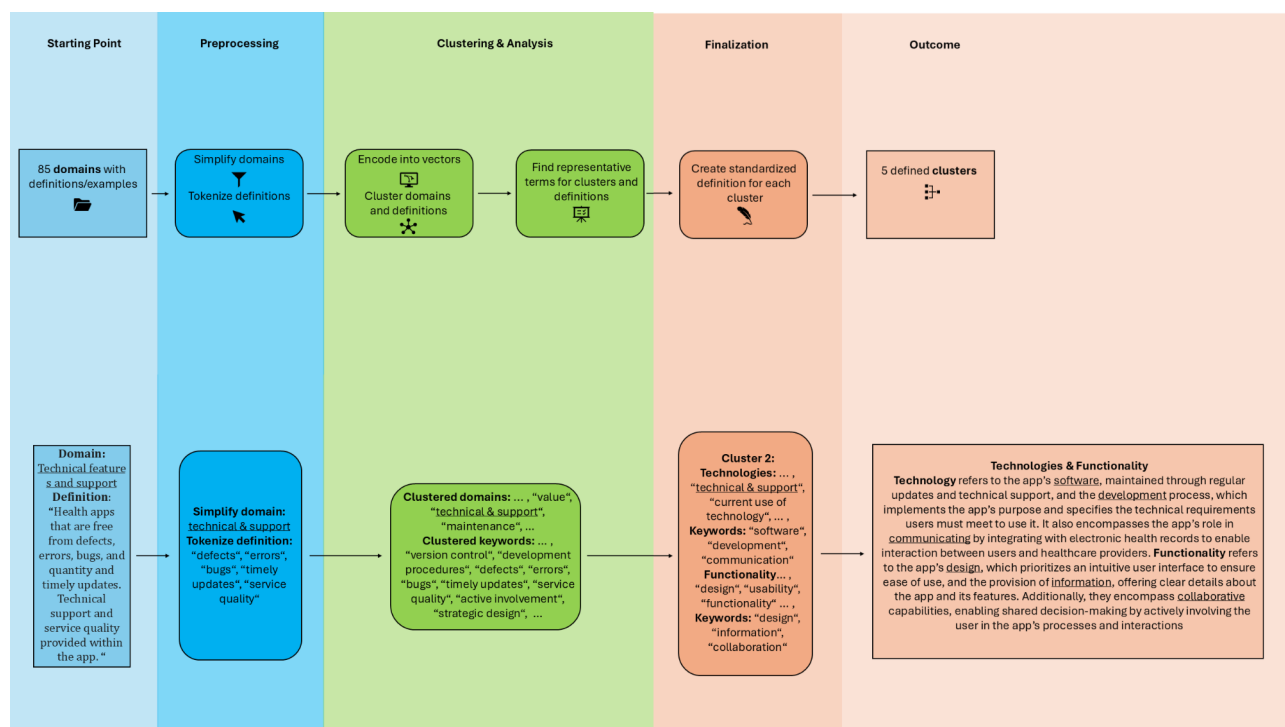 Starting Point
Preprocessing
Clustering & Analysis
Finalization
Outcome
85 domains with
definitions/examples
Simplify domains
Tokenize definitions
Encode into vectors
Cluster domains
and definitions
Find representative
terms for clusters and
definitions
Create standardized
definition for each
cluster
5 defined clusters
Domain:
Technical feature
s and support
Definition:
“Health apps
that are free
from defects,
errors, bugs, and
quantity and
timely updates.
Technical
support and
service quality
provided within
the app. “
Simplify domain:
technical & support
Tokenize definition:
“defects“, “errors“,
“bugs“, “timely
updates“, “service
quality“
Clustered domains: ... , “value“,
“technical & support“,
“maintenance“, ...
Clustered keywords: ... ,
“version control“, “development
procedures“, “defects“, “errors“,
“bugs“, “timely updates“, “service
quality“, “active involvement“,
“strategic design“, ...
Cluster 2:
Technologies: ... ,
“technical & support“,
“current use of
technology“, ... ,
Keywords: “software“,
“development“,
“communication“
Functionality... ,
“design“, “usability“,
“functionality“ ... ,
Keywords: “design“,
“information“,
“collaboration“
Technologies & Functionality
Technology refers to the app’s software, maintained through regular
updates and technical support, and the development process, which
implements the app’s purpose and specifies the technical requirements
users must meet to use it. It also encompasses the app’s role in
communicating by integrating with electronic health records to enable
interaction between users and healthcare providers. Functionality refers
to the app’s design, which prioritizes an intuitive user interface to ensure
ease of use, and the provision of information, offering clear details about
the app and its features. Additionally, they encompass collaborative
capabilities, enabling shared decision-making by actively involving the
user in the app’s processes and interactions